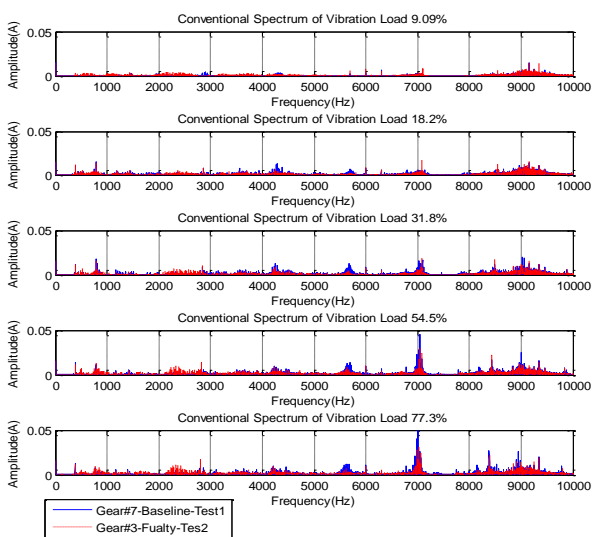 Conventional Spectrum of Vibration Load 9.09%
0.05
0
Amplitude(A)
0 1000 2000 3000 4000 5000 6000 7000 8000 9000 10000
Frequency(Hz)
Conventional Spectrum of Vibration Load 18.2%
0.05
0
Amplitude(A)
0 1000 2000 3000 4000 5000 6000 7000 8000 9000 10000
Frequency(Hz)
Conventional Spectrum of Vibration Load 31.8%
0.05
0
Amplitude(A)
0 1000 2000 3000 4000 5000 6000 7000 8000 9000 10000
Frequency(Hz)
Conventional Spectrum of Vibration Load 54.5%
0.05
0
Amplitude(A)
0 1000 2000 3000 4000 5000 6000 7000 8000 9000 10000
Frequency(Hz)
Conventional Spectrum of Vibration Load 77.3%
0.05
0
Amplitude(A)
0 1000 2000 3000 4000 5000 6000 7000 8000 9000 10000
Frequency(Hz)
Gear#7-Baseline-Test1
Gear#3-Fualty-Tes2